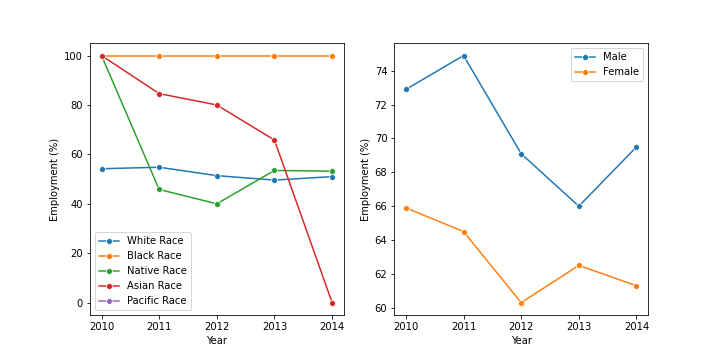 100
80
60
40
20
0
Employment (%)
2010 2011 2012 2013 2014
Year
White Race
Black Race
Native Race
Asian Race
Pacific Race
74
72
70
68
66
64
62
60
Employment (%)
2010 2011 2012 2013 2014
Year
Male
Female